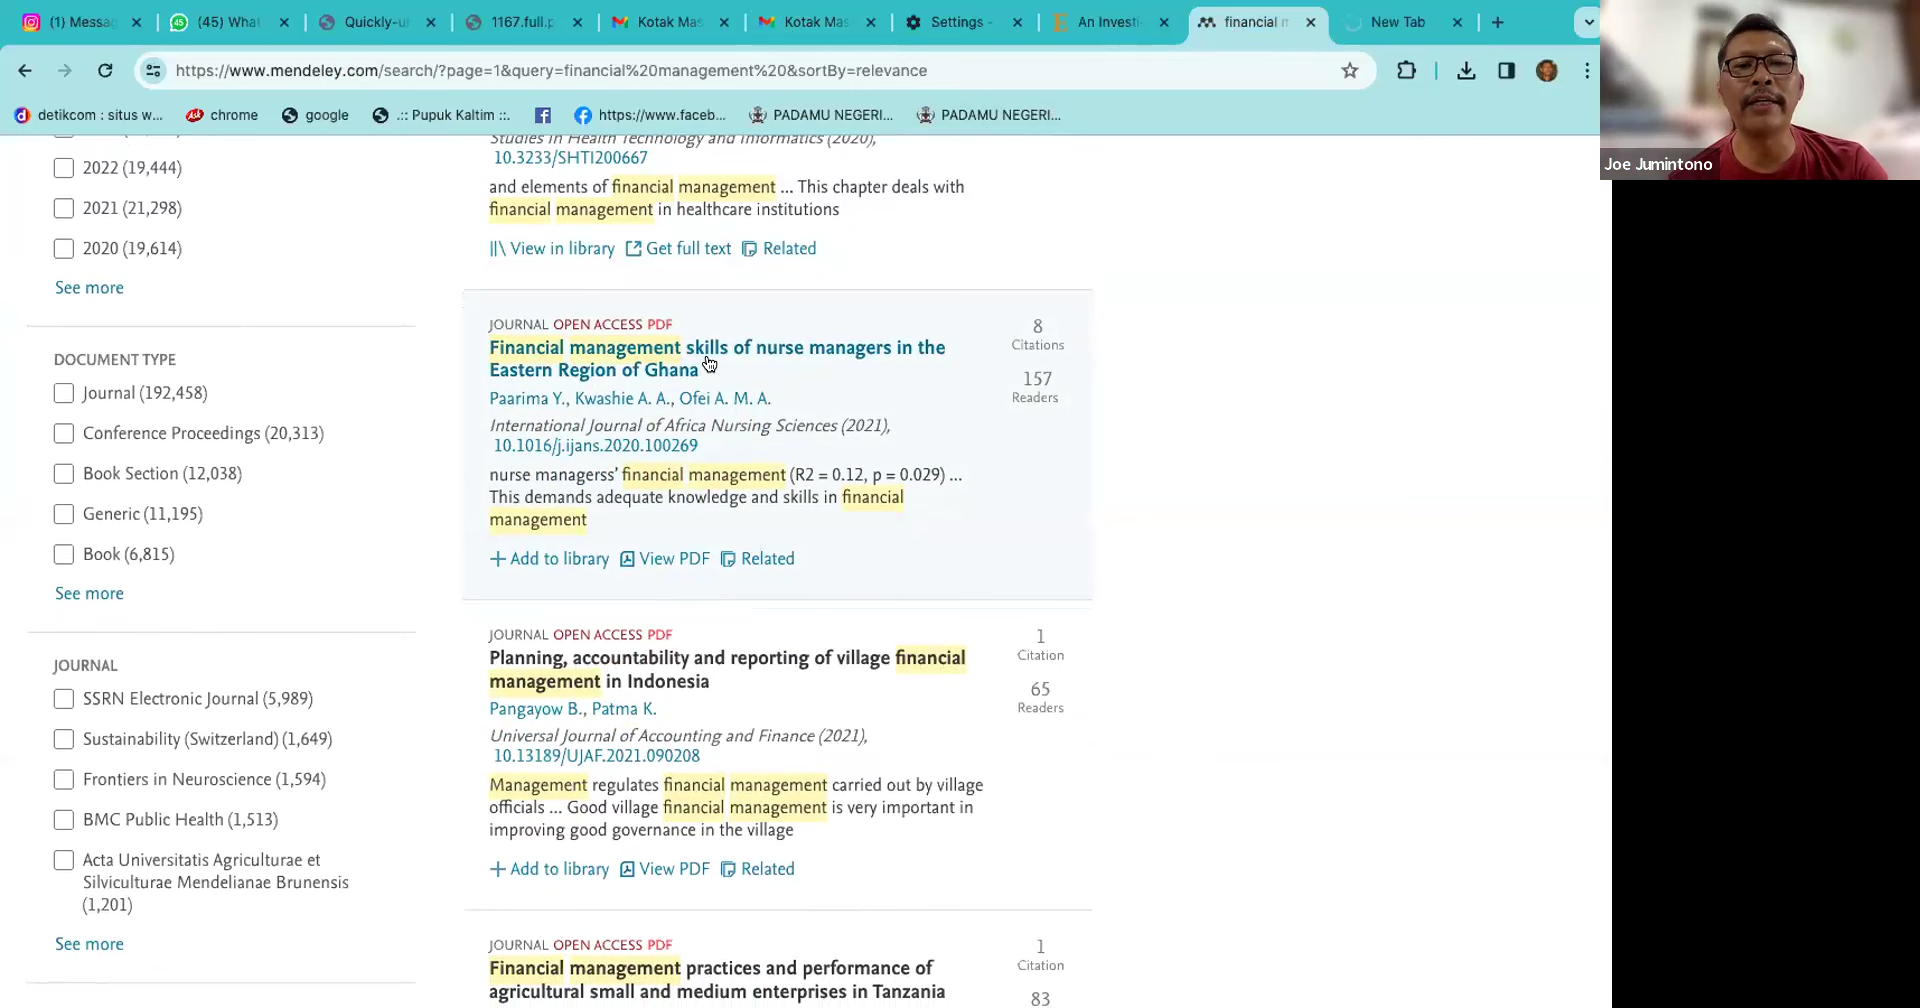 (1) Messag
(45) What
Quickly-u
1167.full.p
Kotak Mas
Kotak Mas
Settings -
An Investi
financial m
New Tab
https://www.mendeley.com/search/?page=1&query=financial%20management%20&sortBy=relevance
detikcom : situs w...
Ask
chrome
google
.:: Pupuk Kaltim ::.
https://www.faceb...
PADAMU NEGERI...
PADAMU NEGERI...
Joe Jumintono
2022 (19,444)
2021 (21,298)
2020 (19,614)
See more
DOCUMENT TYPE
Journal (192,458)
Conference Proceedings (20,313)
Book Section (12,038)
Generic (11,195)
Book (6,815)
See more
JOURNAL
SSRN Electronic Journal (5,989)
Sustainability (Switzerland) (1,649)
Frontiers in Neuroscience (1,594)
BMC Public Health (1,513)
Acta Universitatis Agriculturae et
Silviculturae Mendelianae Brunensis
(1,201)
See more
Studies in Health Technology and Informatics (2020),
10.3233/SHTI200667
and elements of financial management ... This chapter deals with
financial management in healthcare institutions
View in library Get full text Related
JOURNAL OPEN ACCESS PDF
Financial management skills of nurse managers in the
Eastern Region of Ghana
Paarima Y., Kwashie A. A., Ofei A. M. A.
International Journal of Africa Nursing Sciences (2021),
10.1016/j.ijans.2020.100269
nurse managerss' financial management (R2 = 0.12, p = 0.029) ...
This demands adequate knowledge and skills in financial
management
+ Add to library View PDF Related
8
Citations
157
Readers
JOURNAL OPEN ACCESS PDF
Planning, accountability and reporting of village financial
management in Indonesia
Pangayow B., Patma K.
Universal Journal of Accounting and Finance (2021),
10.13189/UJAF.2021.090208
Management regulates financial management carried out by village
officials ... Good village financial management is very important in
improving good governance in the village
+ Add to library View PDF Related
1
Citation
65
Readers
JOURNAL OPEN ACCESS PDF
Financial management practices and performance of
agricultural small and medium enterprises in Tanzania
1
Citation
83